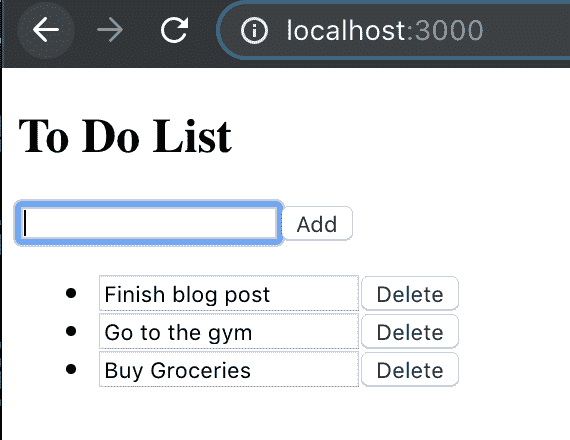 localhost:3000
To Do List
Add
Finish blog post Delete
Go to the gym Delete
Buy Groceries Delete